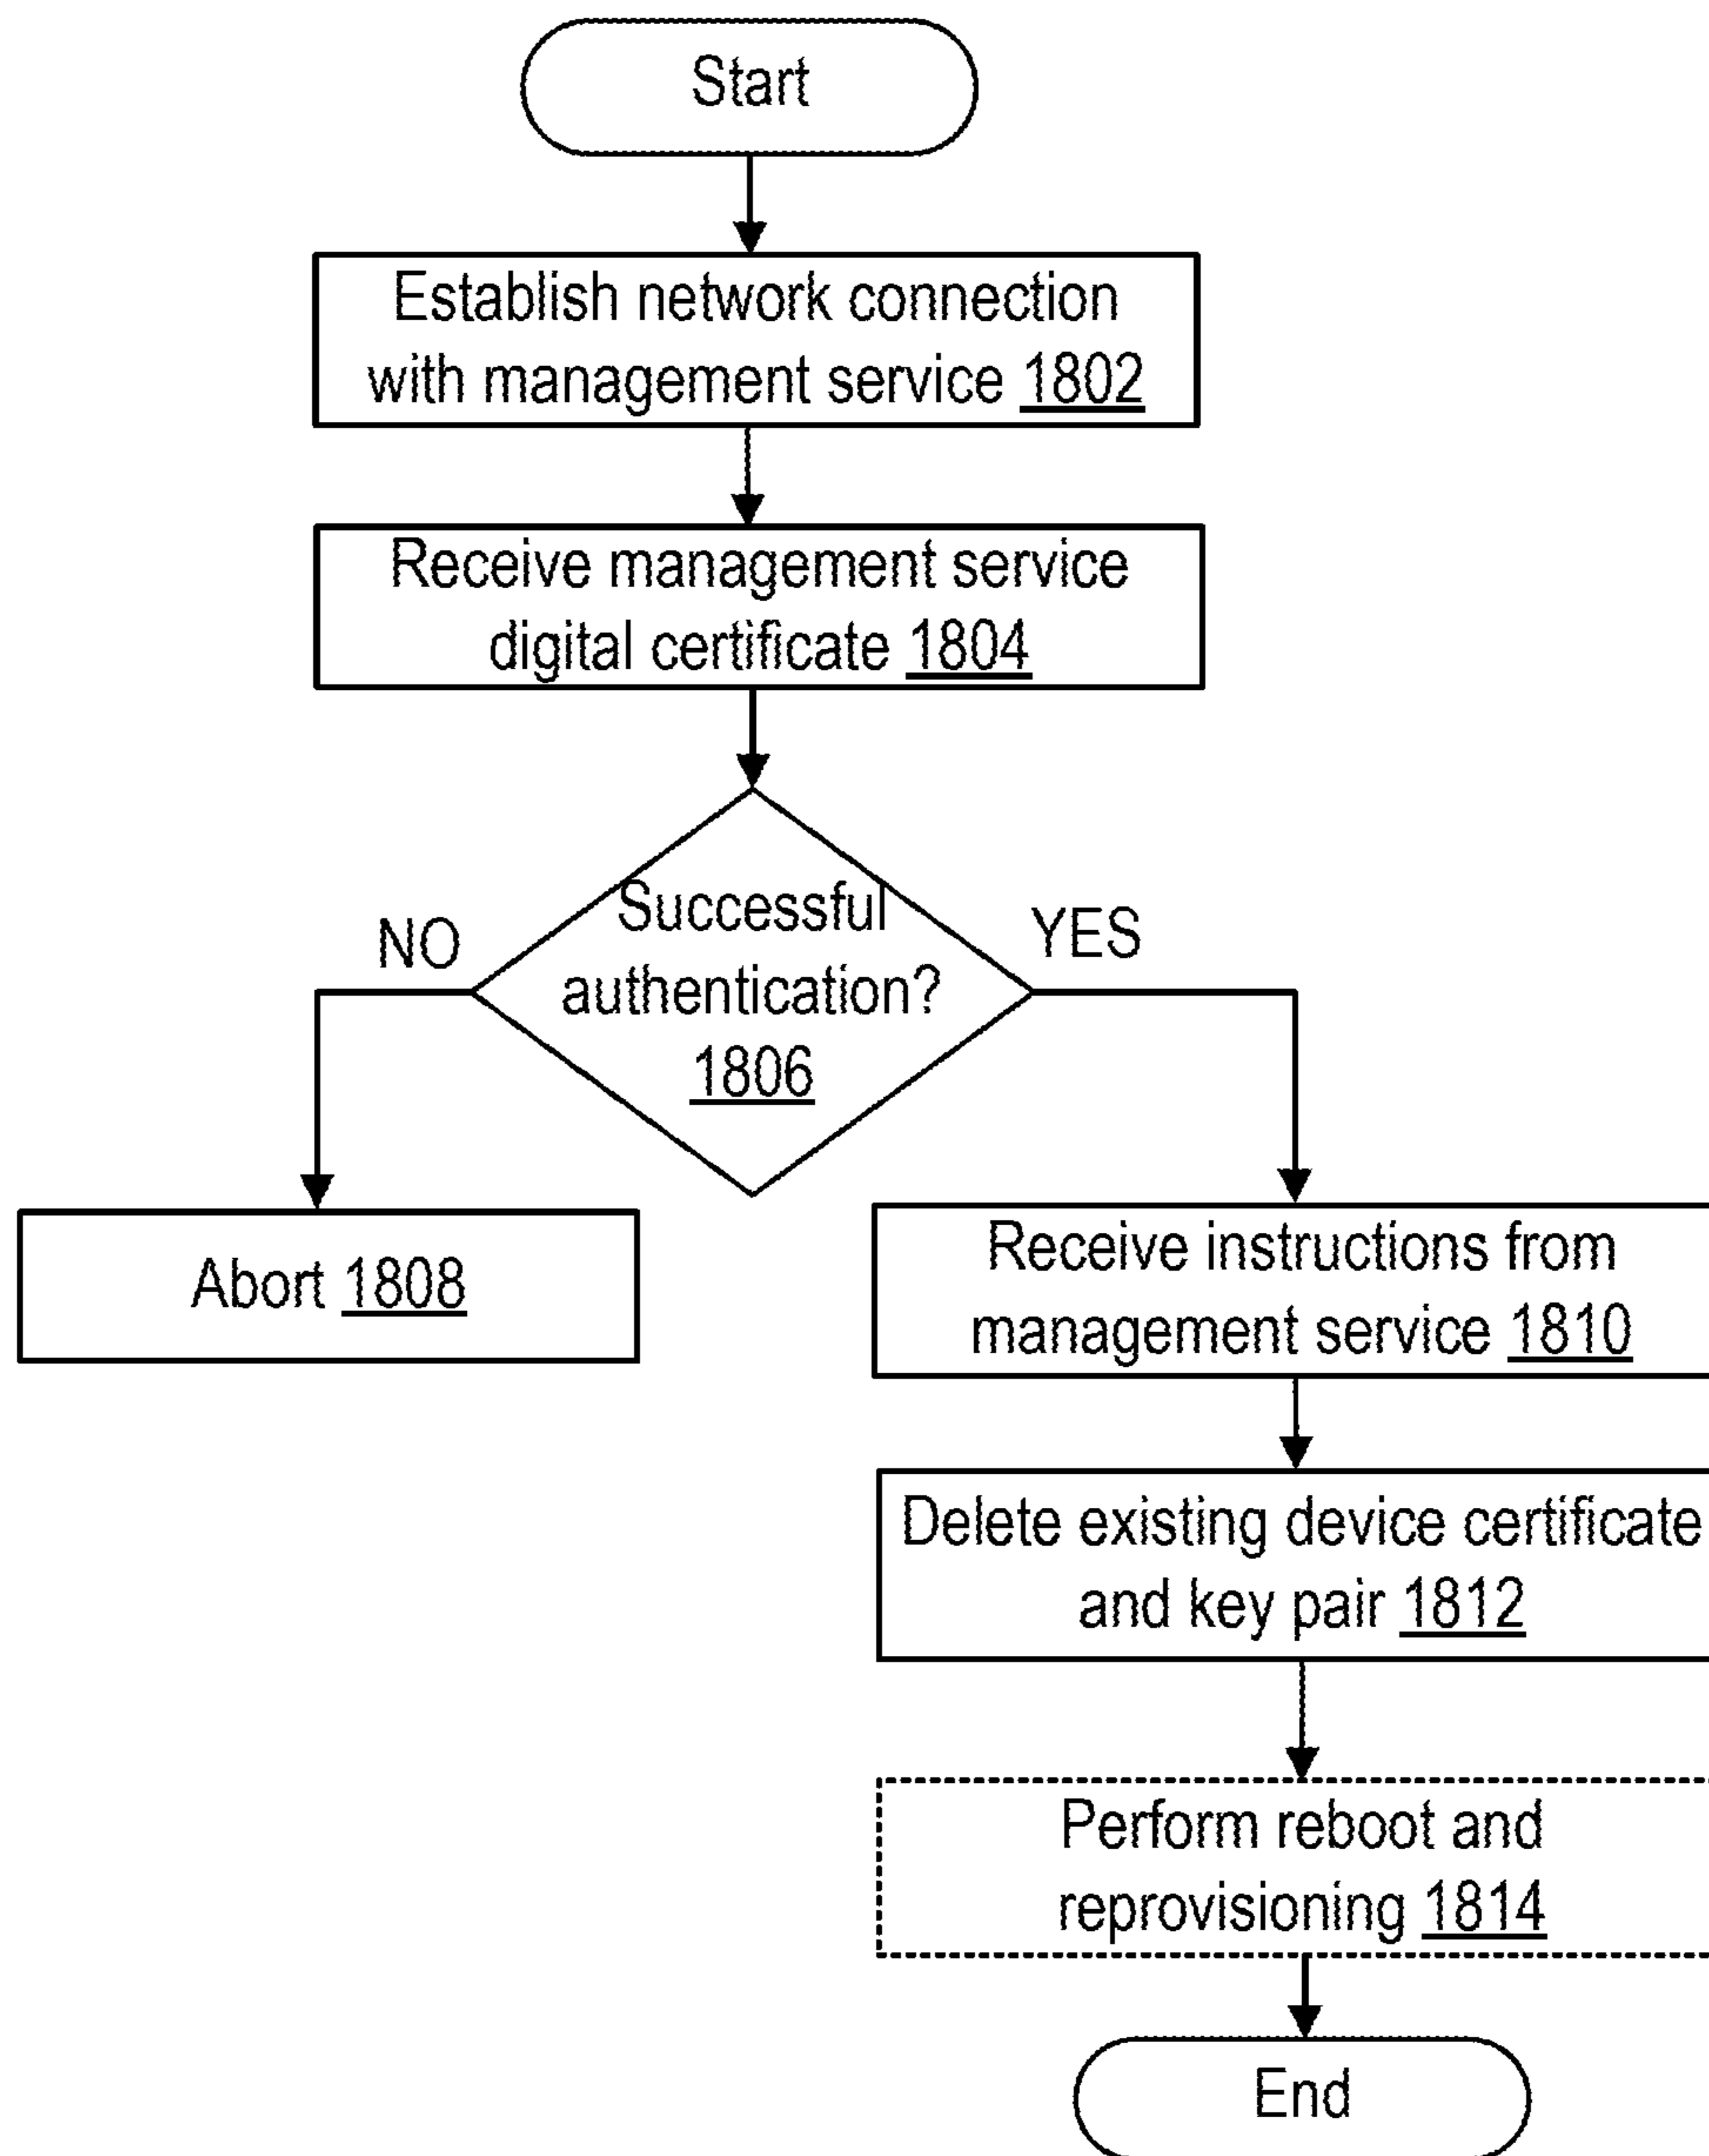 Start
Establish network connection
with management service 1802
Receive management service
digital certificate 1804
Successful
authentication?
1806
NO
YES
Abort 1808
Receive instructions from
management service 1810
Delete existing device certificate
and key pair 1812
Perform reboot and
reprovisioning 1814
End